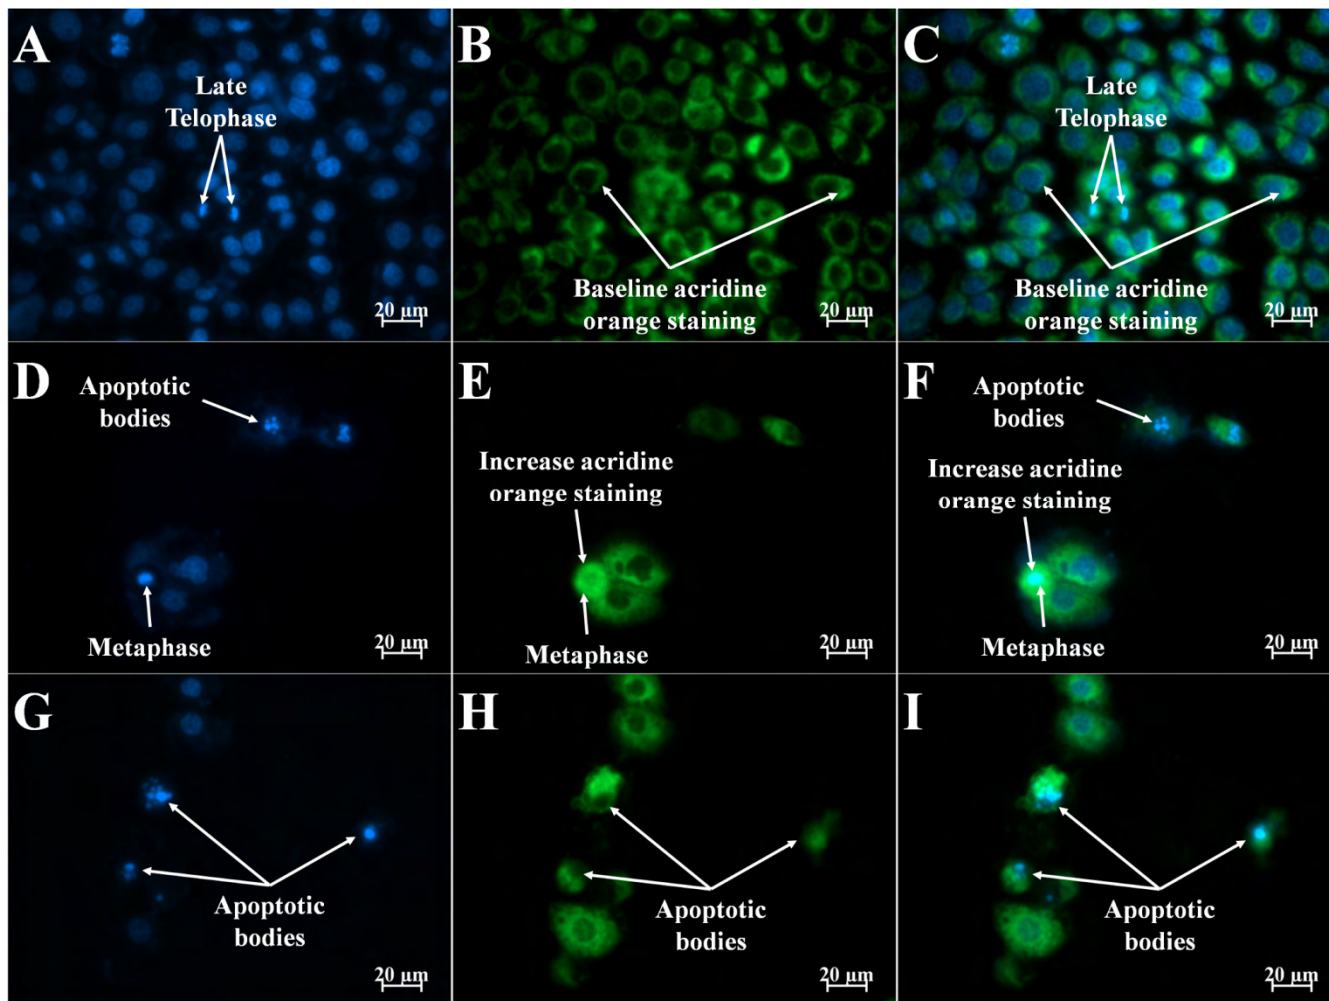 A
Late
Telophase
20 µm
B
Baseline acridine
orange staining
20 µm
C
Late
Telophase
Baseline acridine
orange staining
20 µm
D
Apoptotic
bodies
Metaphase
20 µm
E
Increase acridine
orange staining
Metaphase
20 µm
F
Apoptotic
bodies
Increase acridine
orange staining
Metaphase
20 µm
G
Apoptotic
bodies
20 µm
H
Apoptotic
bodies
20 µm
I
Apoptotic
bodies
20 µm